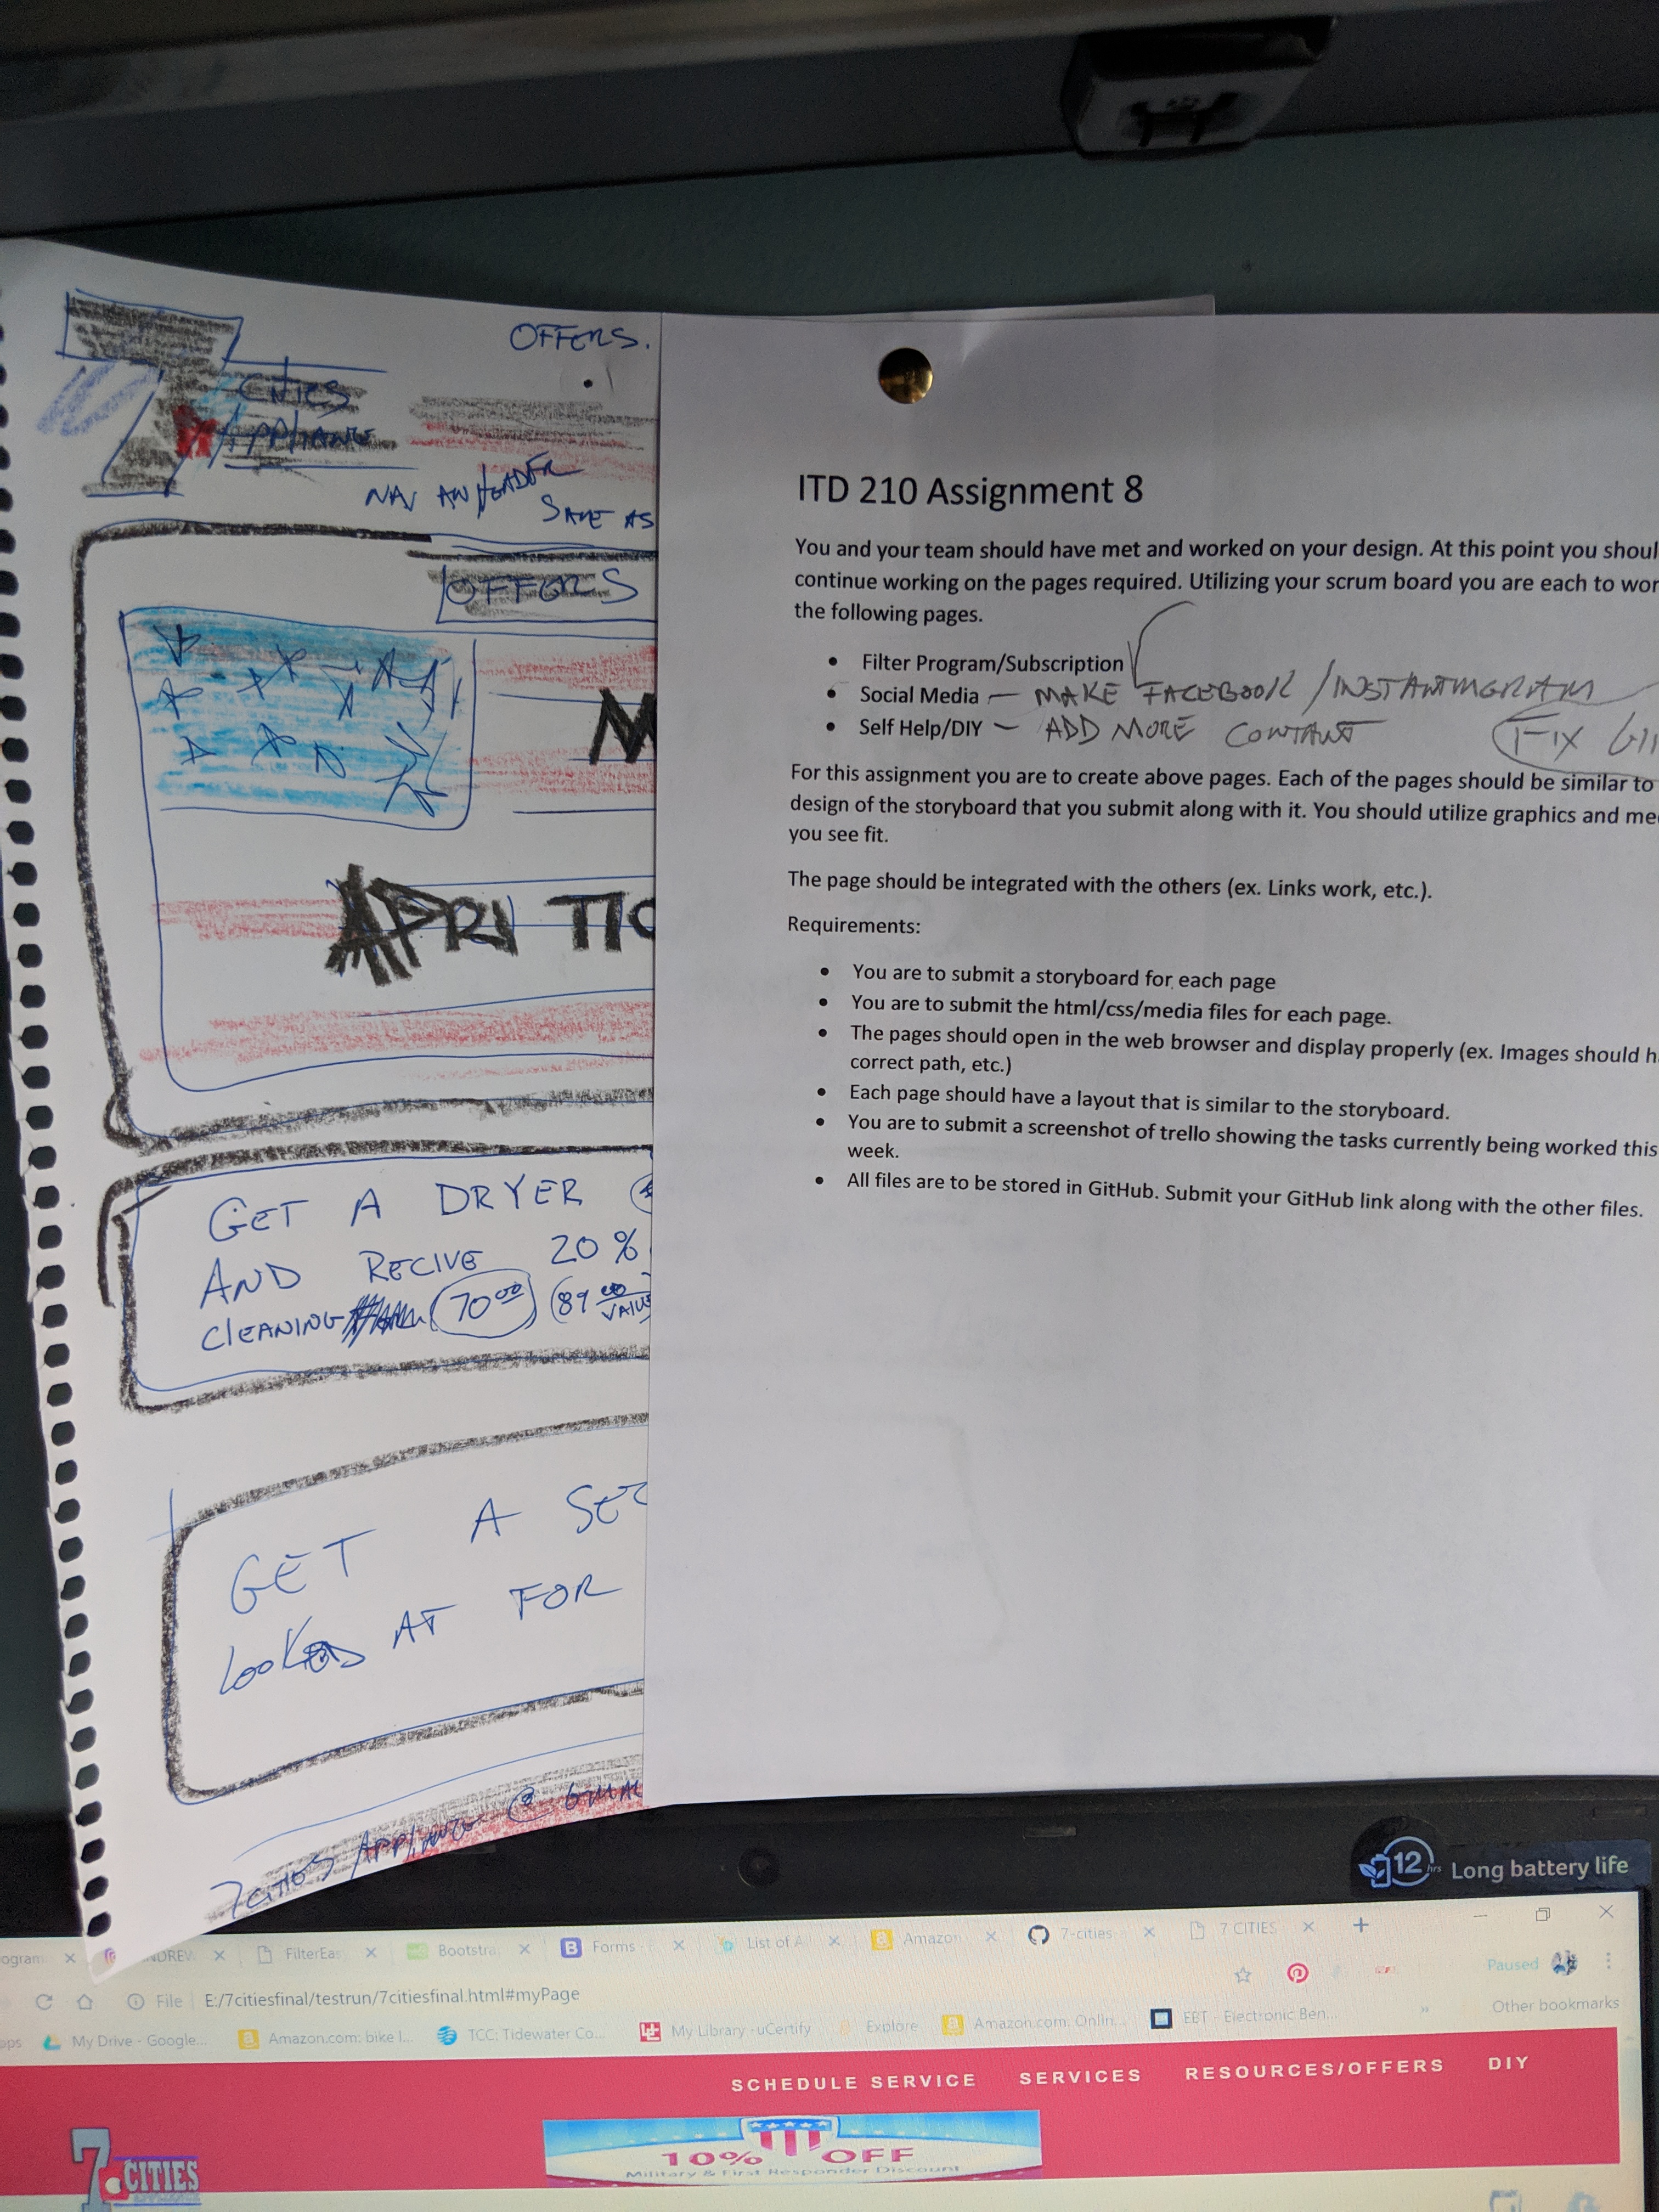 OFFERS.
7
Cities
Appliance
SAME AS
OFFERS
M
GET A DRYER
AND RECIVE 20%
CLEANING 70.00 (89.00
VALUE
GET A
LOOKED AT FOR
7 CITIES APPLIANCE @ GMA
ITD 210 Assignment 8
You and your team should have met and worked on your design. At this point you shoul
continue working on the pages required. Utilizing your scrum board you are each to wor
the following pages.
• Filter Program/Subscription
• Social Media — MAKE FACEBOOK / INSTANTMGRAM
• Self Help/DIY — ADD MORE CONTANT
FIX
For this assignment you are to create above pages. Each of the pages should be similar to
design of the storyboard that you submit along with it. You should utilize graphics and me
you see fit.
The page should be integrated with the others (ex. Links work, etc.).
Requirements:
• You are to submit a storyboard for each page
• You are to submit the html/css/media files for each page.
• The pages should open in the web browser and display properly (ex. Images should h
correct path, etc.)
• Each page should have a layout that is similar to the storyboard.
• You are to submit a screenshot of trello showing the tasks currently being worked this
week.
• All files are to be stored in GitHub. Submit your GitHub link along with the other files.
12 hrs Long battery life
ogram NDREW FilterEas Bootstra Forms - List of A Amazon 7-cities 7 CITIES
File E:/7citiesfinal/testrun/7citiesfinal.html#myPage Paused
pps My Drive - Google... Amazon.com: bike l... TCC: Tidewater Co... My Library -uCertify Explore Amazon.com: Onlin... EBT - Electronic Ben... » Other bookmarks
SCHEDULE SERVICE SERVICES RESOURCES/OFFERS DIY
7 CITIES
10% OFF
Military & First Responder Discount